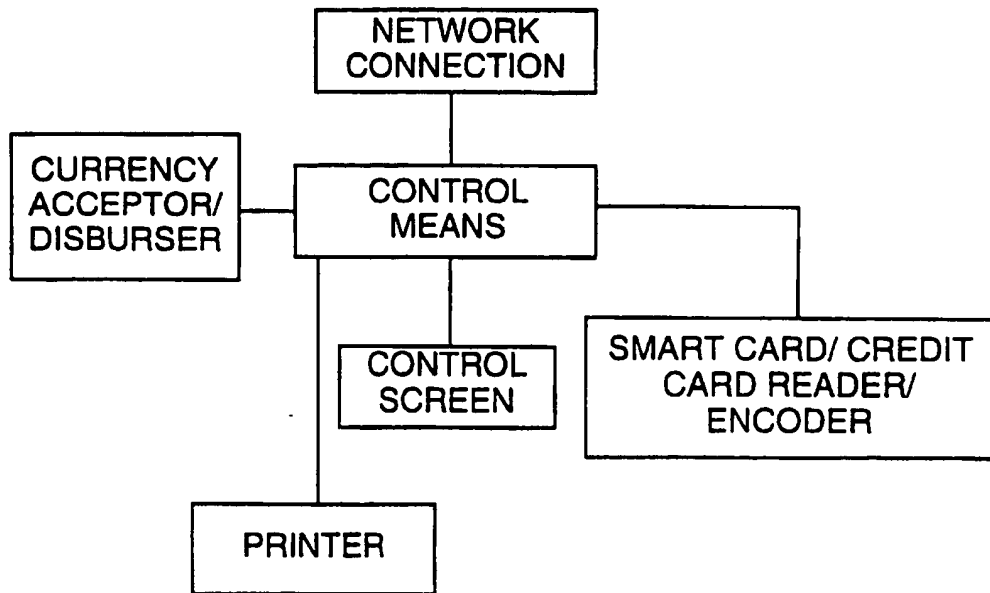 NETWORK
CONNECTION
CURRENCY
ACCEPTOR/
DISBURSER
CONTROL
MEANS
CONTROL
SCREEN
SMART CARD/ CREDIT
CARD READER/
ENCODER
PRINTER